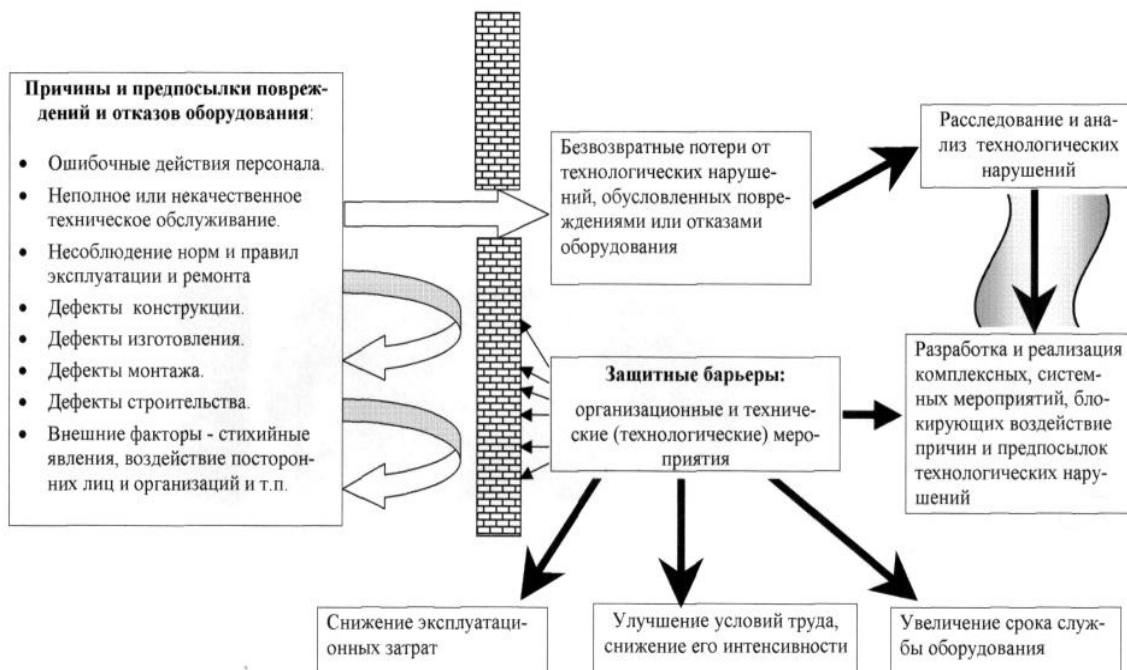 Причины и предпосылки повреж-
дений и отказов оборудования:
• Ошибочные действия персонала.
• Неполное или некачественное
техническое обслуживание.
• Несоблюдение норм и правил
эксплуатации и ремонта
• Дефекты конструкции.
• Дефекты изготовления.
• Дефекты монтажа.
• Дефекты строительства.
• Внешние факторы - стихийные
явления, воздействие посторон-
них лиц и организаций и т.п.
Безвозвратные потери от
технологических наруше-
ний, обусловленных повре-
ждениями или отказами
оборудования
Расследование и ана-
лиз технологических
нарушений
Защитные барьеры:
организационные и техниче-
ские (технологические) меро-
приятия
Разработка и реализация
комплексных, систем-
ных мероприятий, бло-
кирующих воздействие
причин и предпосылок
технологических нару-
шений
Снижение эксплуатаци-
онных затрат
Улучшение условий труда,
снижение его интенсивности
Увеличение срока служ-
бы оборудования